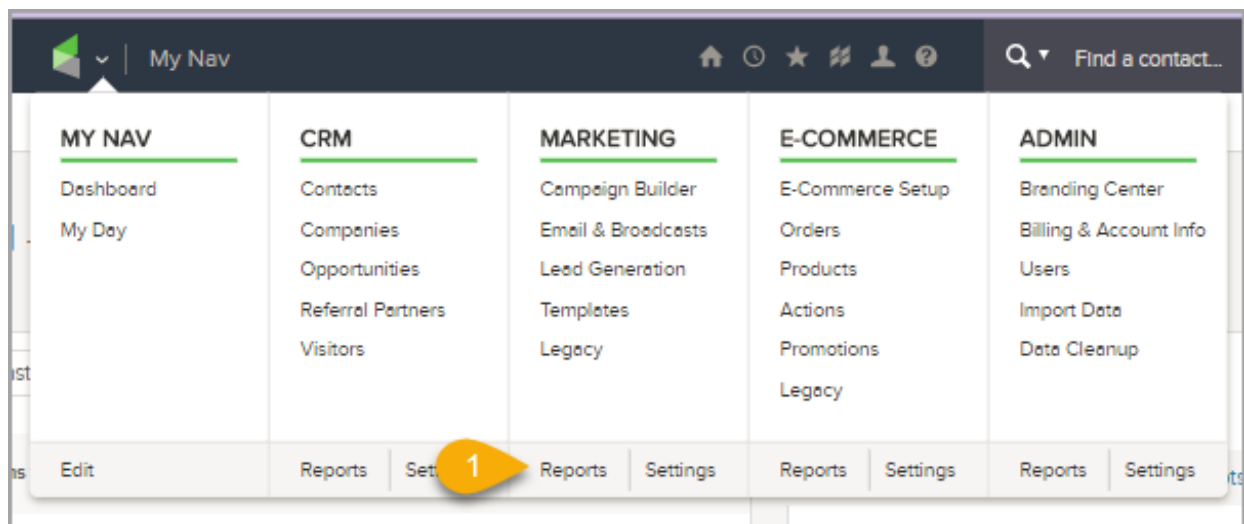 My Nav
Find a contact...
MY NAV
Dashboard
My Day
Edit
CRM
Contacts
Companies
Opportunities
Referral Partners
Visitors
Reports
MARKETING
Campaign Builder
Email & Broadcasts
Lead Generation
Templates
Legacy
1
Reports
Settings
E-COMMERCE
E-Commerce Setup
Orders
Products
Actions
Promotions
Legacy
Reports
Settings
ADMIN
Branding Center
Billing & Account Info
Users
Import Data
Data Cleanup
Reports
Settings